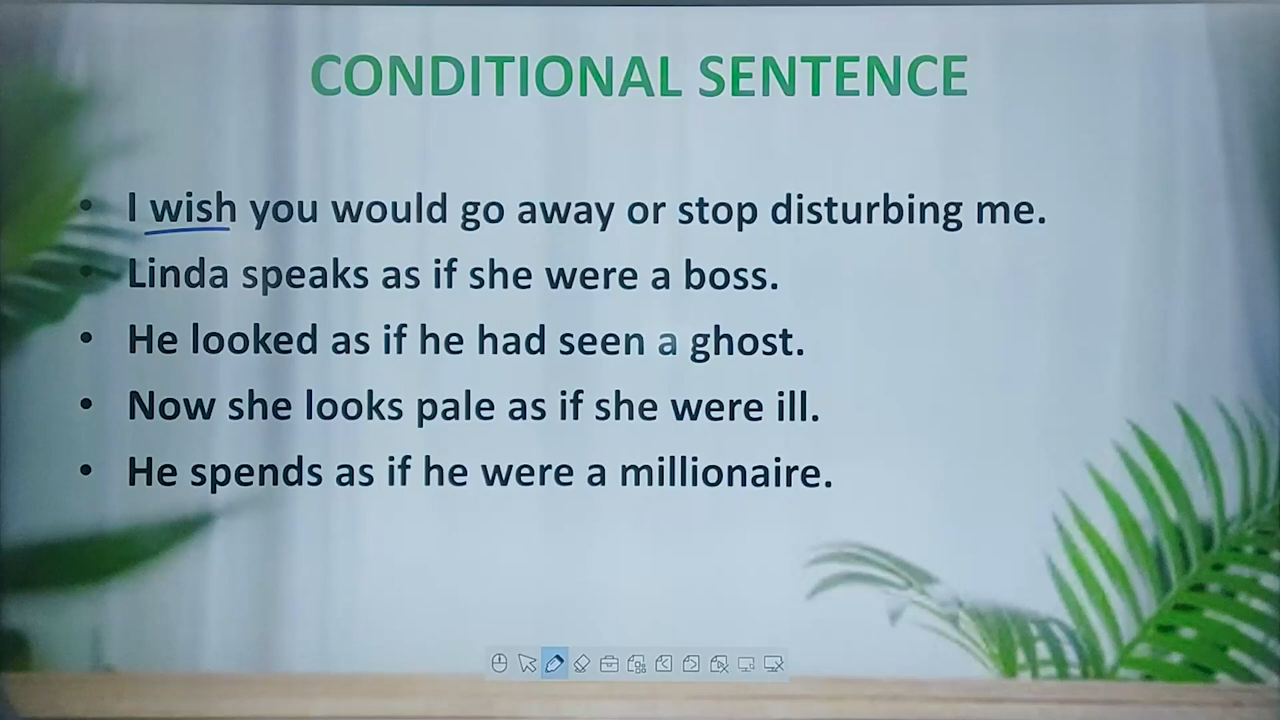 CONDITIONAL SENTENCE
• I wish you would go away or stop disturbing me.
• Linda speaks as if she were a boss.
• He looked as if he had seen a ghost.
• Now she looks pale as if she were ill.
• He spends as if he were a millionaire.